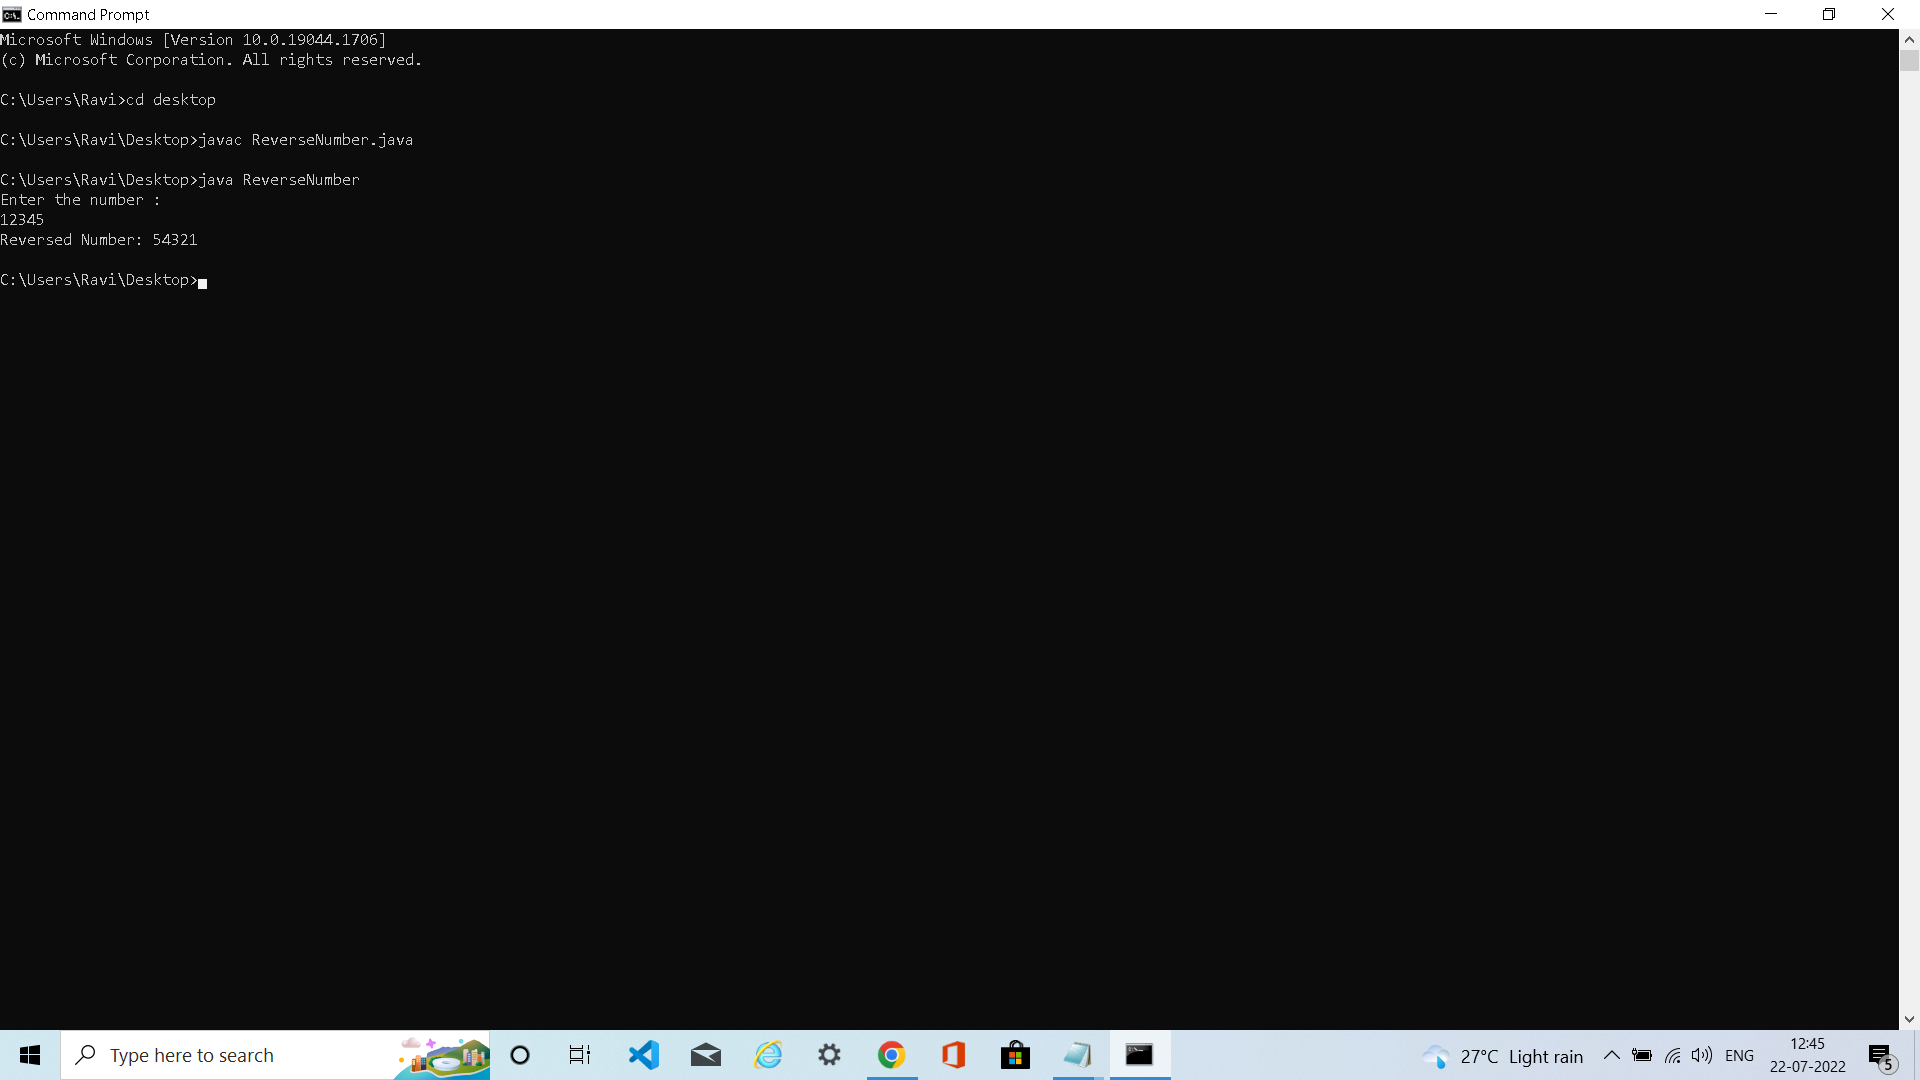 Command Prompt
Microsoft Windows [Version 10.0.19044.1706]
(c) Microsoft Corporation. All rights reserved.
C:\Users\Ravi>cd desktop
C:\Users\Ravi\Desktop>javac ReverseNumber.java
C:\Users\Ravi\Desktop>java ReverseNumber
Enter the number :
12345
Reversed Number: 54321
C:\Users\Ravi\Desktop>
Type here to search
27°C Light rain
ENG
12:45
22-07-2022
5